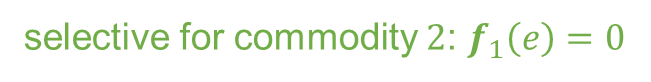 selective for commodity 2: 𝒇₁(𝑒) = 0